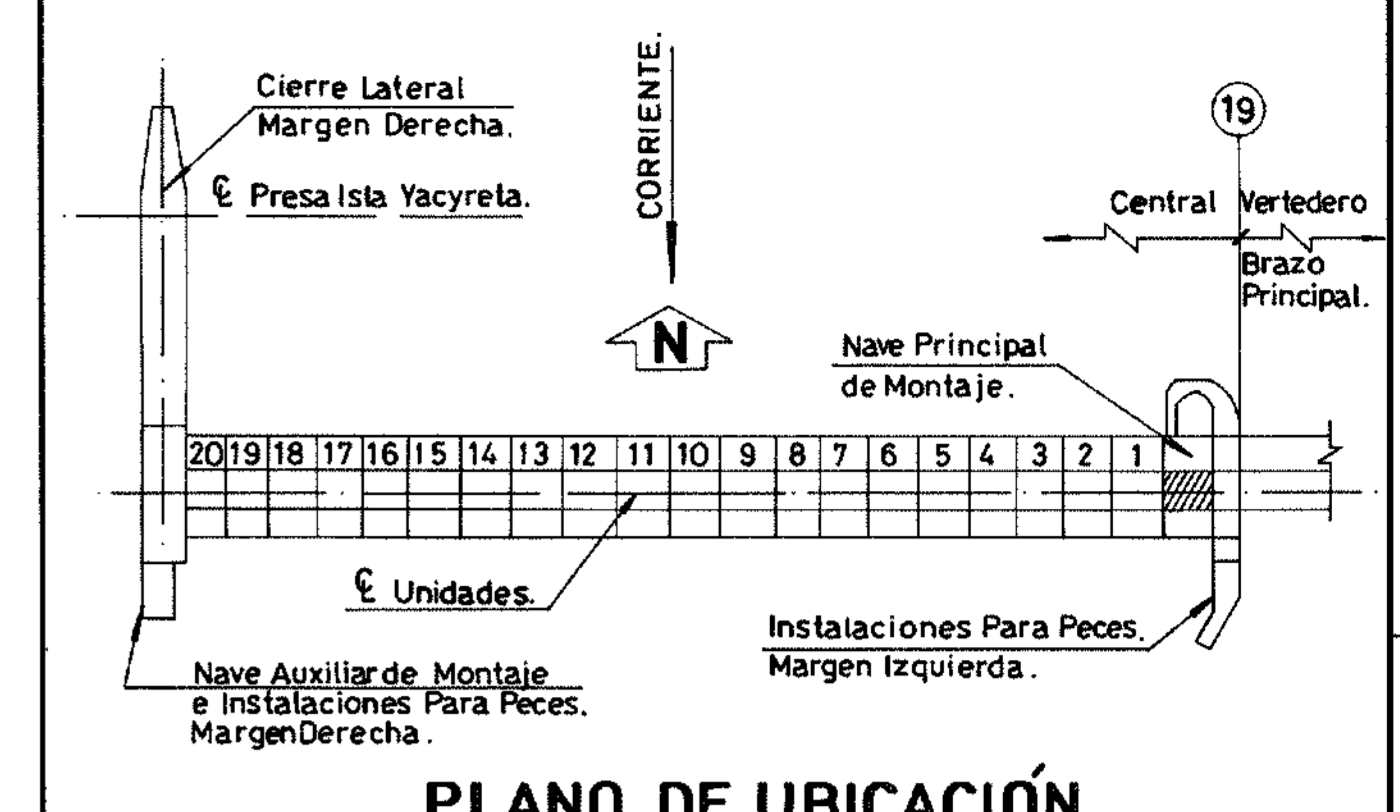 Cierre Lateral
Margen Derecha.
℄ Presa Isla Yacyreta.
CORRIENTE.
19
Central Vertedero
Brazo
Principal.
N
Nave Principal
de Montaje.
20 19 18 17 16 15 14 13 12 11 10 9 8 7 6 5 4 3 2 1
℄ Unidades.
Instalaciones Para Peces.
Margen Izquierda.
Nave Auxiliar de Montaje
e Instalaciones Para Peces.
Margen Derecha.
PLANO DE UBICACIÓN